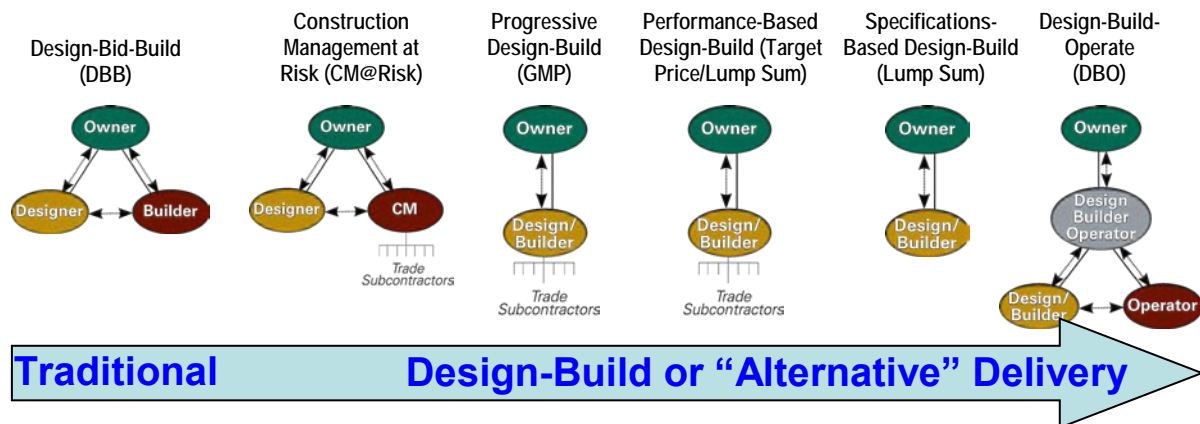 Design-Bid-Build
(DBB)
Owner
Designer
Builder
Construction
Management at
Risk (CM@Risk)
Owner
Designer
CM
Trade
Subcontractors
Progressive
Design-Build
(GMP)
Owner
Design/
Builder
Trade
Subcontractors
Performance-Based
Design-Build (Target
Price/Lump Sum)
Owner
Design/
Builder
Trade
Subcontractors
Specifications-
Based Design-Build
(Lump Sum)
Owner
Design/
Builder
Design-Build-
Operate
(DBO)
Owner
Design
Builder
Operator
Design/
Builder
Operator
Traditional
Design-Build or “Alternative” Delivery